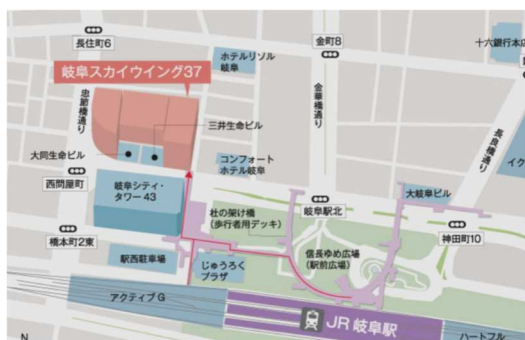 長住町6
金町8
十六銀行本店
ホテルリソル
岐阜
岐阜スカイウイング37
忠節橋通り
金華橋通り
長良橋通り
三井生命ビル
大同生命ビル
コンフォート
ホテル岐阜
西問屋町
岐阜シティ・
タワー43
杜の架け橋
(歩行者用デッキ)
岐阜駅北
大岐阜ビル
神田町10
橋本町2東
駅西駐車場
じゅうろく
プラザ
信長ゆめ広場
(駅前広場)
アクティブG
JR 岐阜駅
ハートフル
イク
N